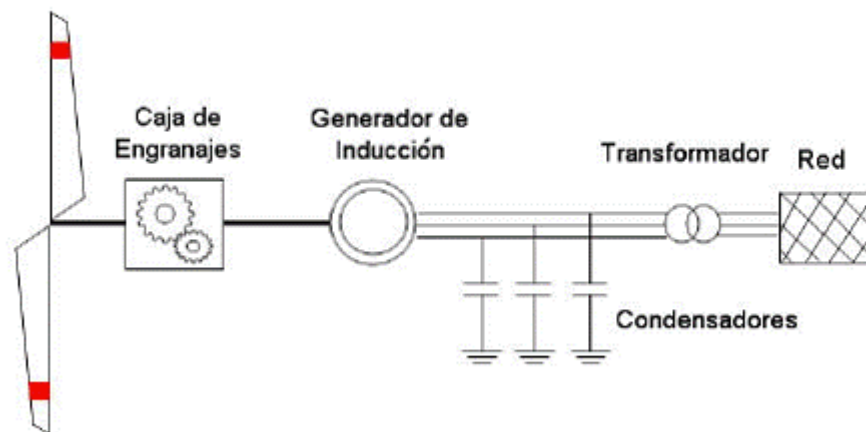 Caja de
Engranajes
Generador de
Inducción
Transformador
Red
Condensadores